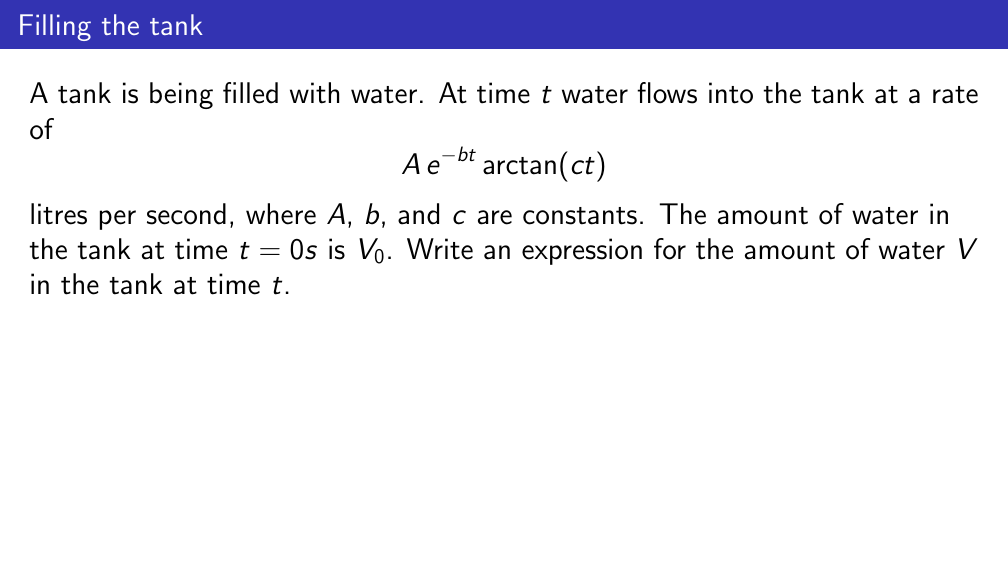 Filling the tank
A tank is being filled with water. At time t water flows into the tank at a rate
of
A e^{−bt} arctan(ct)
litres per second, where A, b, and c are constants. The amount of water in
the tank at time t = 0s is V₀. Write an expression for the amount of water V
in the tank at time t.